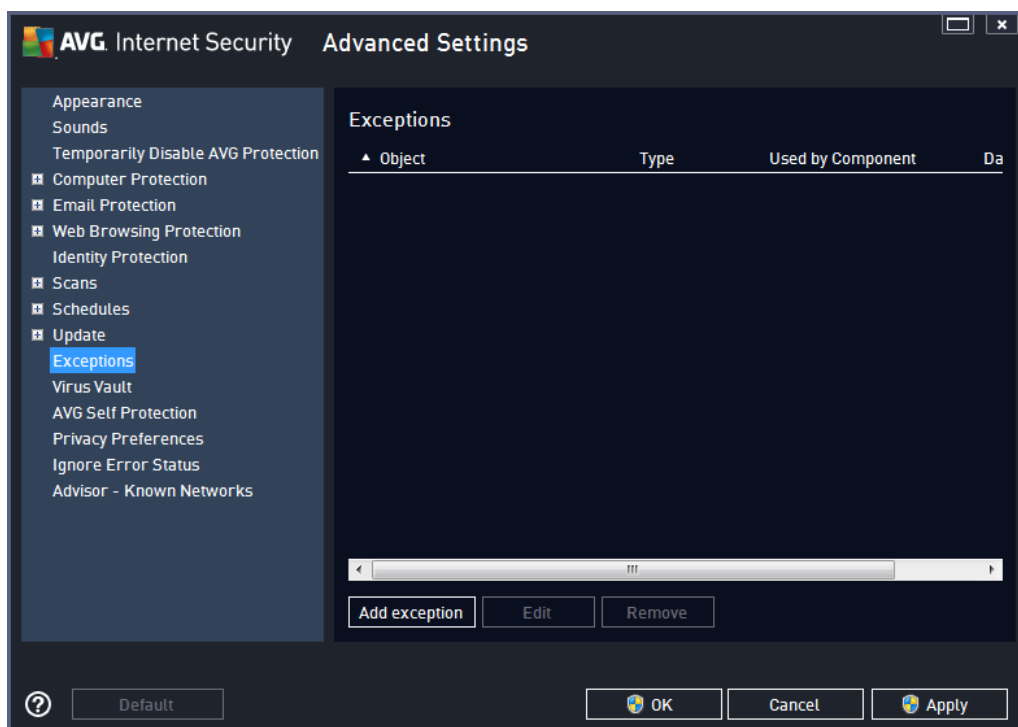 AVG. Internet Security Advanced Settings
Appearance
Sounds
Temporarily Disable AVG Protection
Computer Protection
Email Protection
Web Browsing Protection
Identity Protection
Scans
Schedules
Update
Exceptions
Virus Vault
AVG Self Protection
Privacy Preferences
Ignore Error Status
Advisor - Known Networks
Exceptions
Object Type Used by Component Da
Add exception Edit Remove
Default OK Cancel Apply